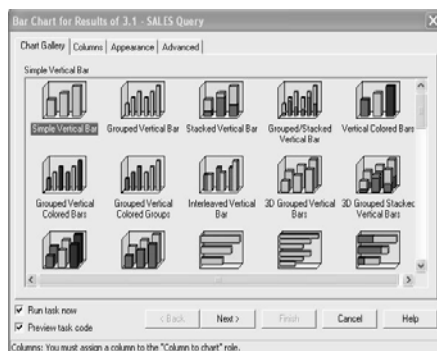 Bar Chart for Results of 3.1 - SALES Query
Chart Gallery Columns Appearance Advanced
Simple Vertical Bar
Simple Vertical Bar Grouped Vertical Bar Stacked Vertical Bar Grouped/Stacked Vertical Bar Vertical Colored Bars
Grouped Vertical Colored Bars Grouped Vertical Colored Groups Interleaved Vertical Bar 3D Grouped Vertical Bars 3D Grouped Stacked Vertical Bars
Run task now
Preview task code
< Back Next > Finish Cancel Help
Columns: You must assign a column to the "Column to chart" role.